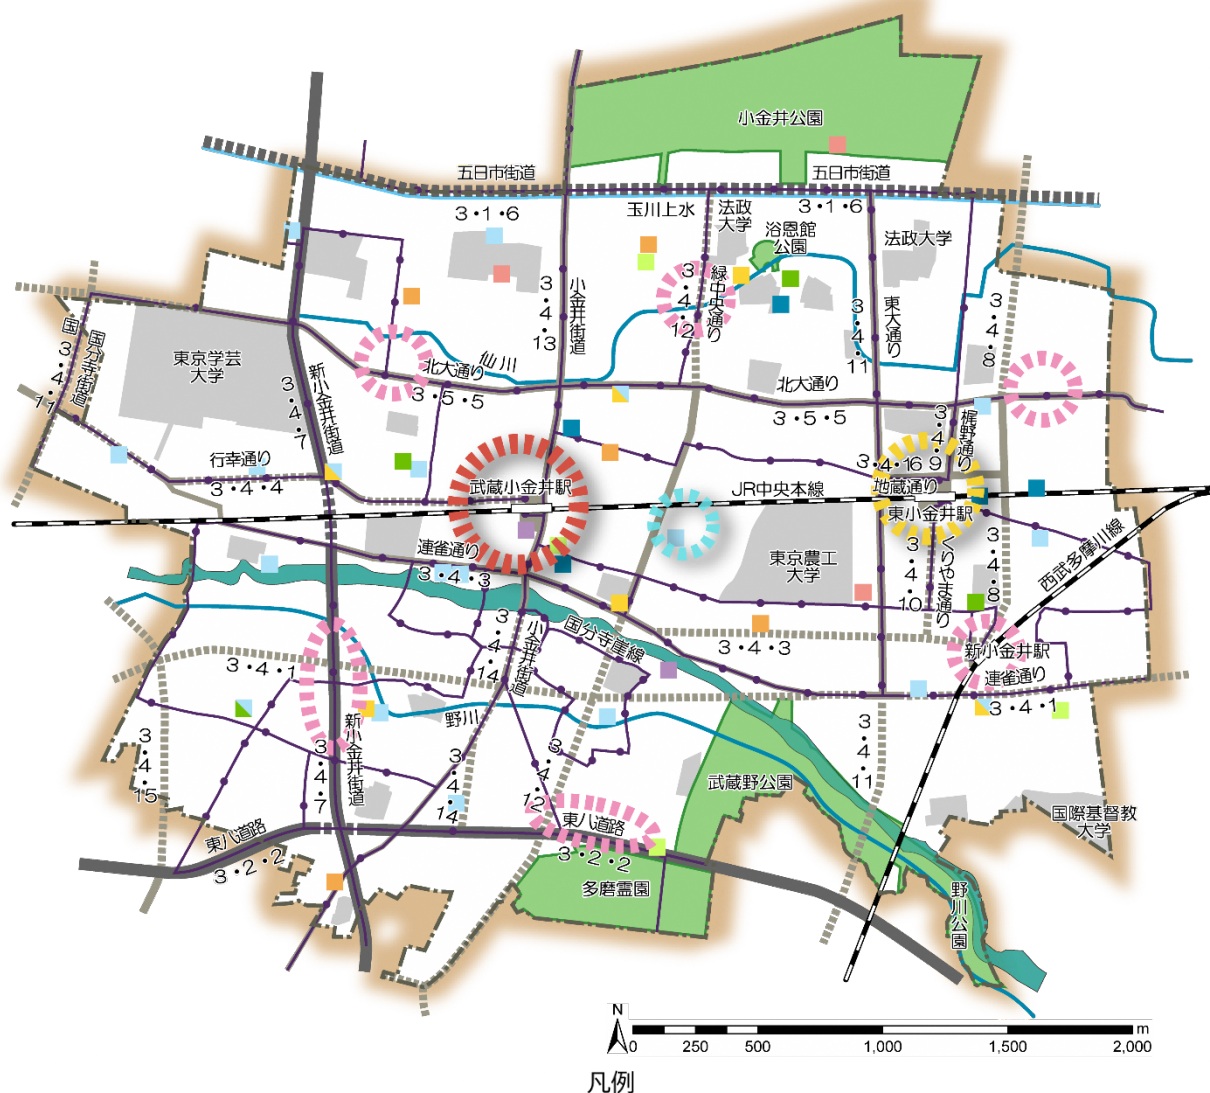 小金井公園
五日市街道
五日市街道
3・1・6
玉川上水
法政
大学
3・1・6
浴恩館
公園
法政大学
3・4・13
小金井街道
3・4・12
緑中央通り
3・4・11
東大通り
3・4・8
国3・4・11
国分寺街道
東京学芸
大学
仙川
北大通り
3・5・5
北大通り
3・5・5
3・4・7
新小金井街道
3・4・9
梶野通り
行幸通り
3・4・4
武蔵小金井駅
JR中央本線
3・4・16
地蔵通り
東小金井駅
連雀通り
3・4・3
東京農工
大学
3・4・10
くりやま通り
3・4・8
西武多摩川線
3・4・14
小金井街道
国分寺崖線
3・4・3
新小金井駅
連雀通り
3・4・1
3・4・1
野川
3・4・15
3・4・7
新小金井街道
3・4・14
3・4・12
3・4・11
武蔵野公園
国際基督教
大学
東八道路
3・2・2
東八道路
3・2・2
多磨霊園
野川公園
N
0 250 500 1,000 1,500 2,000 m
凡例